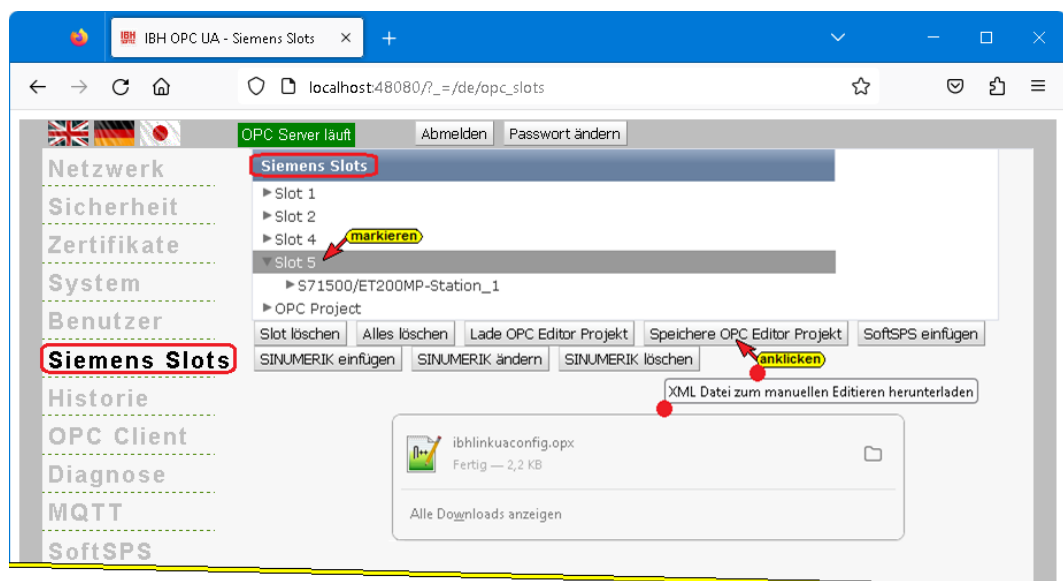 IBH OPC UA - Siemens Slots
localhost:48080/?_=/de/opc_slots
OPC Server läuft
Abmelden
Passwort ändern
Netzwerk
Sicherheit
Zertifikate
System
Benutzer
Siemens Slots
Historie
OPC Client
Diagnose
MQTT
SoftSPS
Siemens Slots
Slot 1
Slot 2
Slot 4
markieren
Slot 5
S71500/ET200MP-Station_1
OPC Project
Slot löschen
Alles löschen
Lade OPC Editor Projekt
Speichere OPC Editor Projekt
SoftSPS einfügen
SINUMERIK einfügen
SINUMERIK ändern
SINUMERIK löschen
anklicken
XML Datei zum manuellen Editieren herunterladen
ibhlinkuaconfig.opx
Fertig — 2,2 KB
Alle Downloads anzeigen